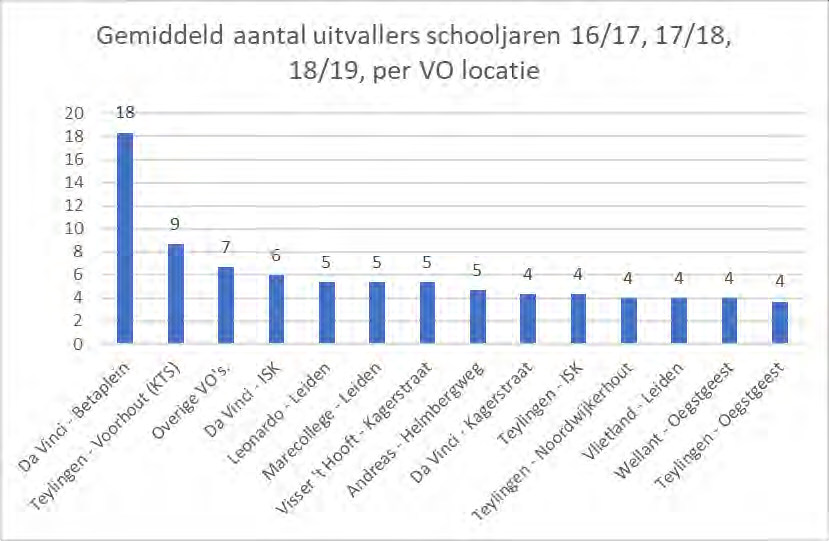 Gemiddeld aantal uitvallers schooljaren 16/17, 17/18,
18/19, per VO locatie
20
18
16
14
12
10
8
6
4
2
0
18
9
7
6
5
5
5
5
4
4
4
4
4
4
Da Vinci - Betaplein
Teylingen - Voorhout (KTS)
Overige VO's.
Da Vinci - ISK
Leonardo - Leiden
Marecollege - Leiden
Visser 't Hooft - Kagerstraat
Andreas - Helmbergweg
Da Vinci - Kagerstraat
Teylingen - ISK
Teylingen - Noordwijkerhout
Vlietland - Leiden
Wellant - Oegstgeest
Teylingen - Oegstgeest